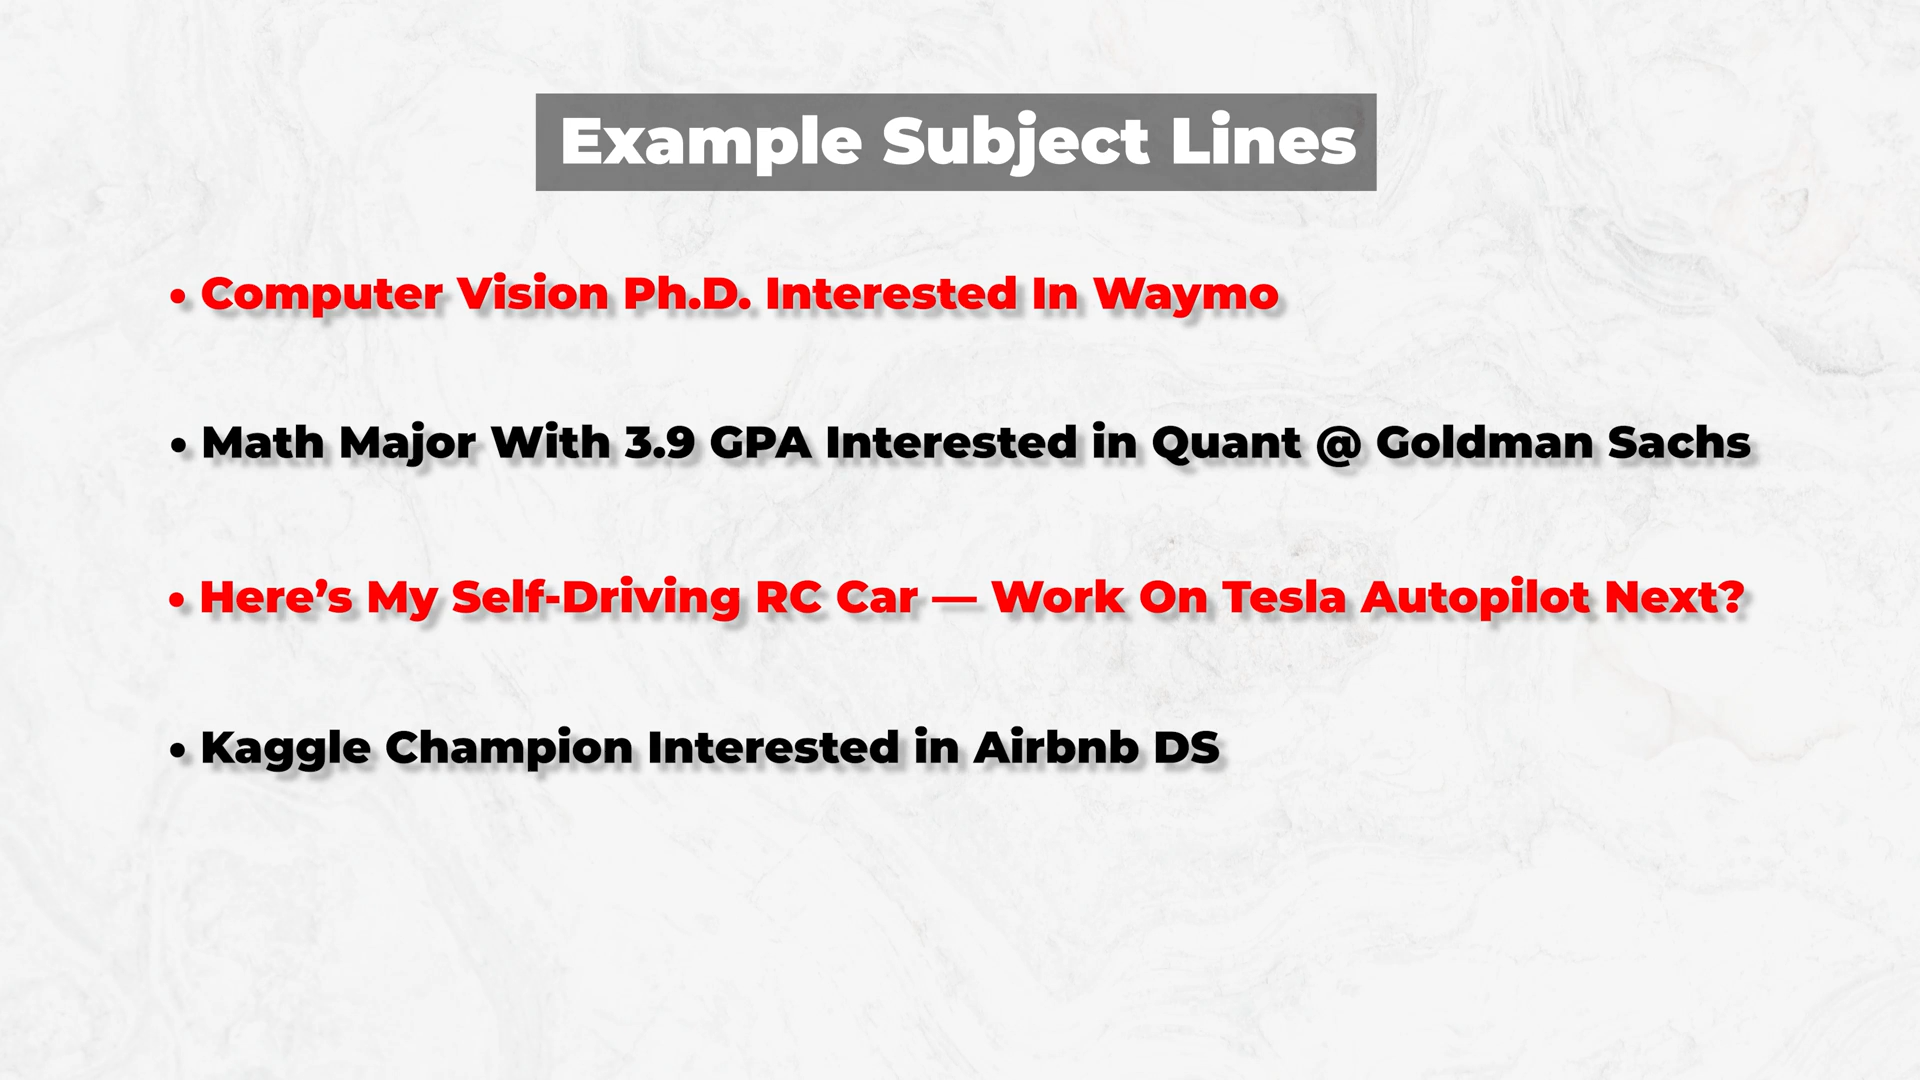 Example Subject Lines
• Computer Vision Ph.D. Interested In Waymo
• Math Major With 3.9 GPA Interested in Quant @ Goldman Sachs
• Here’s My Self-Driving RC Car — Work On Tesla Autopilot Next?
• Kaggle Champion Interested in Airbnb DS